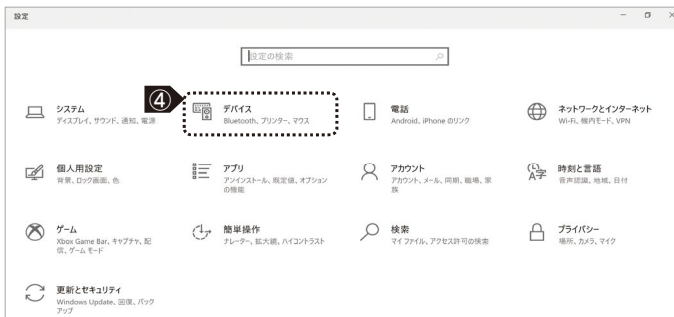 設定
設定の検索
④
システム
ディスプレイ、サウンド、通知、電源
デバイス
Bluetooth、プリンター、マウス
電話
Android、iPhone のリンク
ネットワークとインターネット
Wi-Fi、機内モード、VPN
個人用設定
背景、ロック画面、色
アプリ
アンインストール、既定値、オプション
の機能
アカウント
アカウント、メール、同期、職場、家
族
時刻と言語
音声認識、地域、日付
ゲーム
Xbox Game Bar、キャプチャ、配
信、ゲーム モード
簡単操作
ナレーター、拡大鏡、ハイコントラスト
検索
マイ ファイル、アクセス許可の検索
プライバシー
場所、カメラ、マイク
更新とセキュリティ
Windows Update、回復、バック
アップ